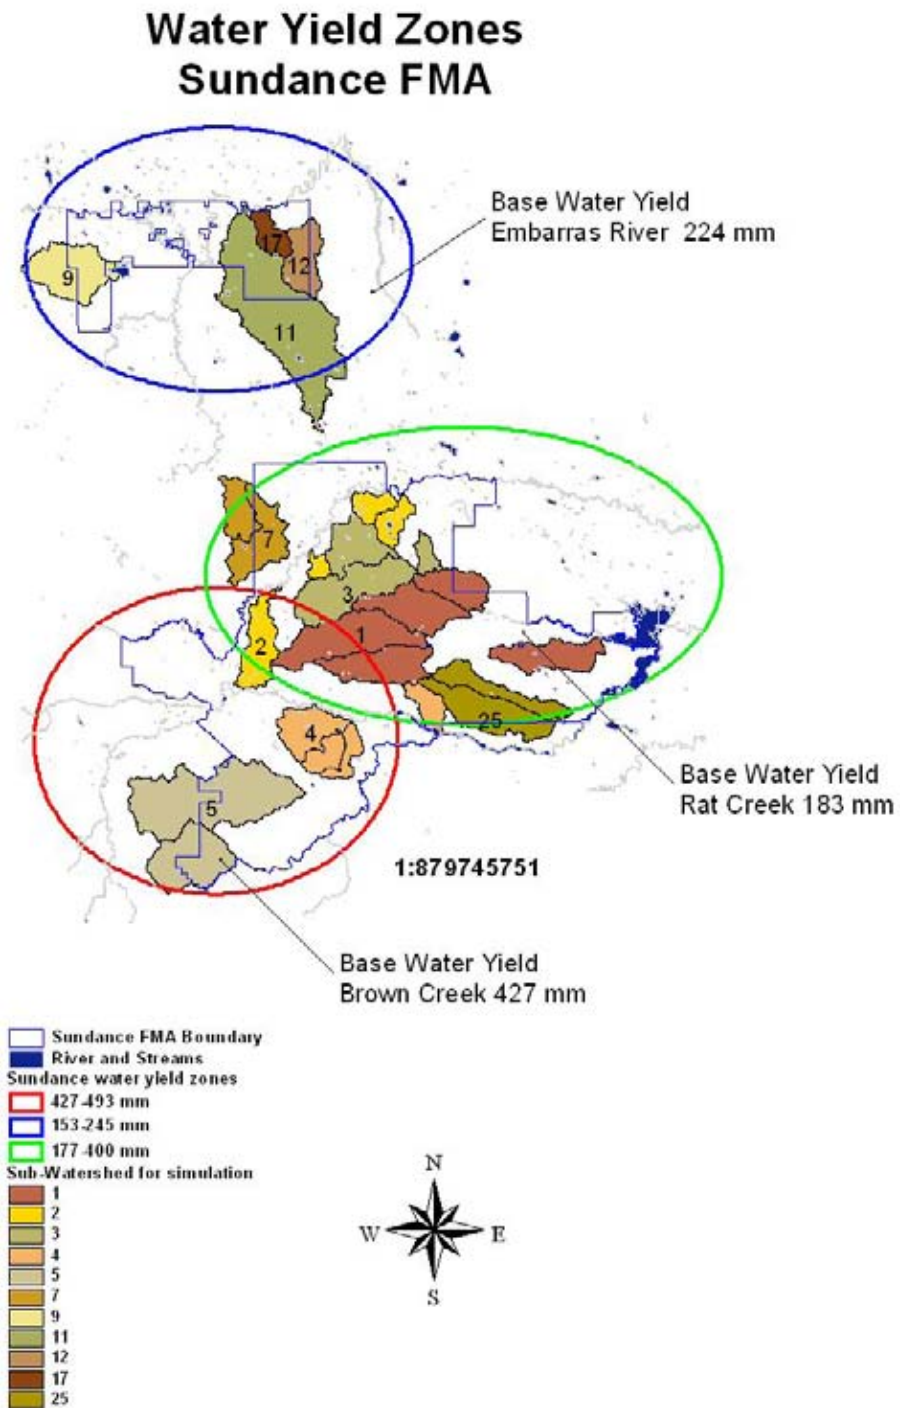 Water Yield Zones
Sundance FMA
Base Water Yield
Embarras River 224 mm
17
12
9
11
7
3
1
2
25
4
5
Base Water Yield
Rat Creek 183 mm
1:879745751
Base Water Yield
Brown Creek 427 mm
Sundance FMA Boundary
River and Streams
Sundance water yield zones
427-493 mm
153-245 mm
177-400 mm
Sub-Watershed for simulation
1
2
3
4
5
7
9
11
12
17
25
N
W E
S